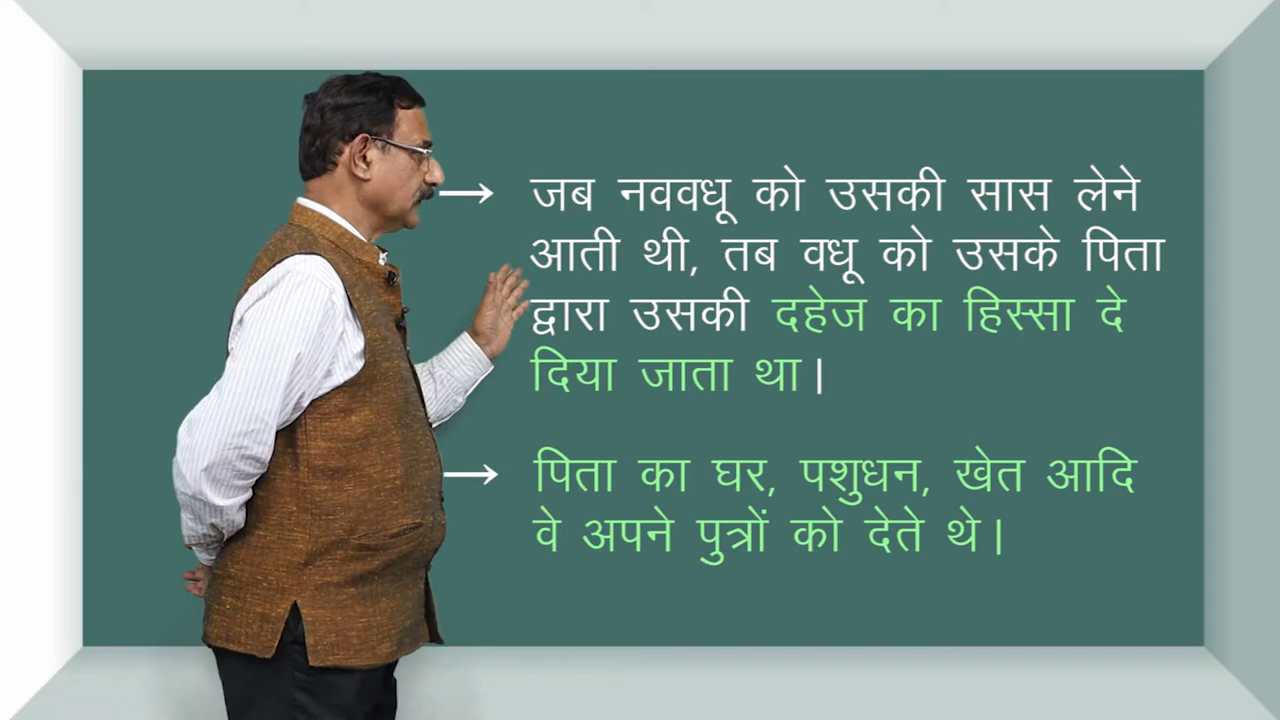 → जब नववधू को उसकी सास लेने
आती थी, तब वधू को उसके पिता
द्वारा उसकी दहेज का हिस्सा दे
दिया जाता था|
→ पिता का घर, पशुधन, खेत आदि
वे अपने पुत्रों को देते थे|